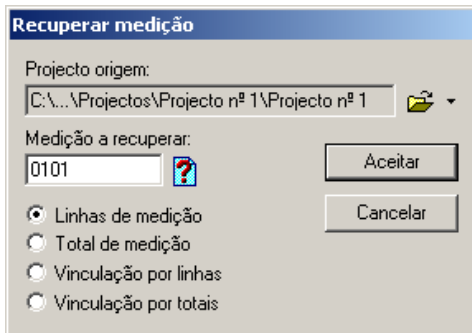 Recuperar medição
Projecto origem:
C:\...\Projectos\Projecto nº 1\Projecto nº 1
Medição a recuperar:
0101
Aceitar
Linhas de medição
Cancelar
Total de medição
Vinculação por linhas
Vinculação por totais